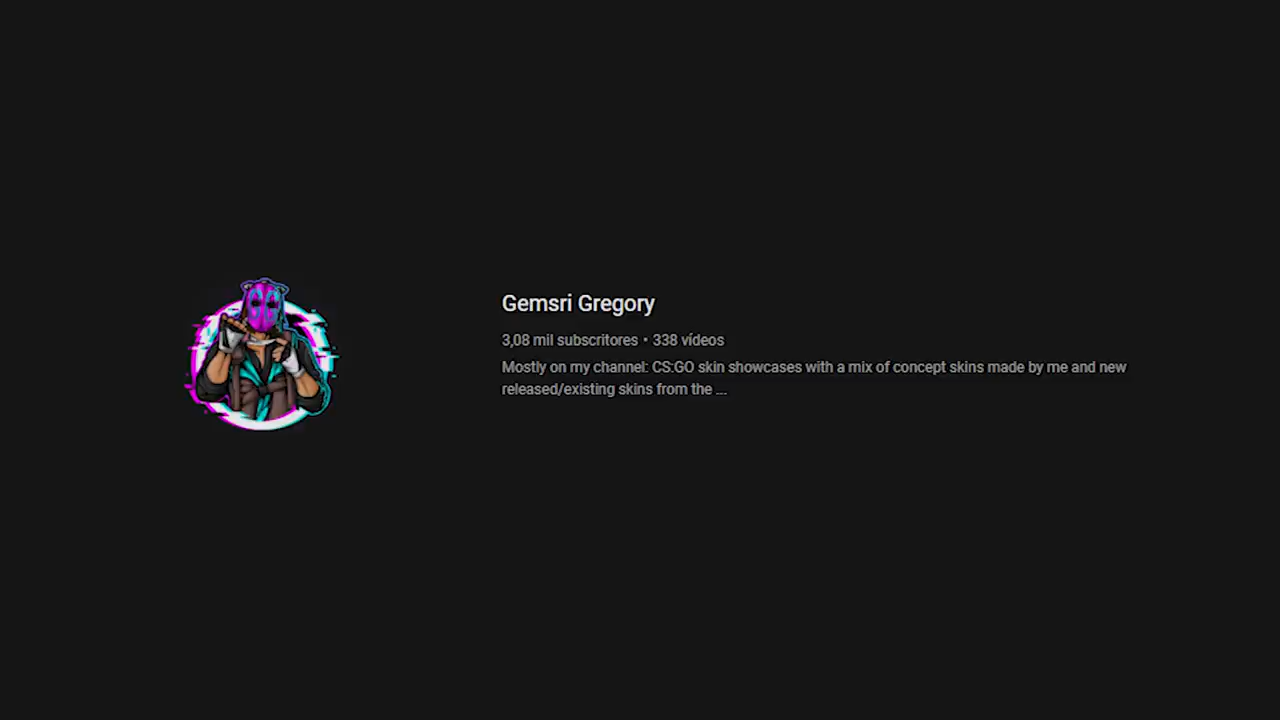 Gemsri Gregory
3,08 mil subscritores • 338 vídeos
Mostly on my channel: CS:GO skin showcases with a mix of concept skins made by me and new
released/existing skins from the ...